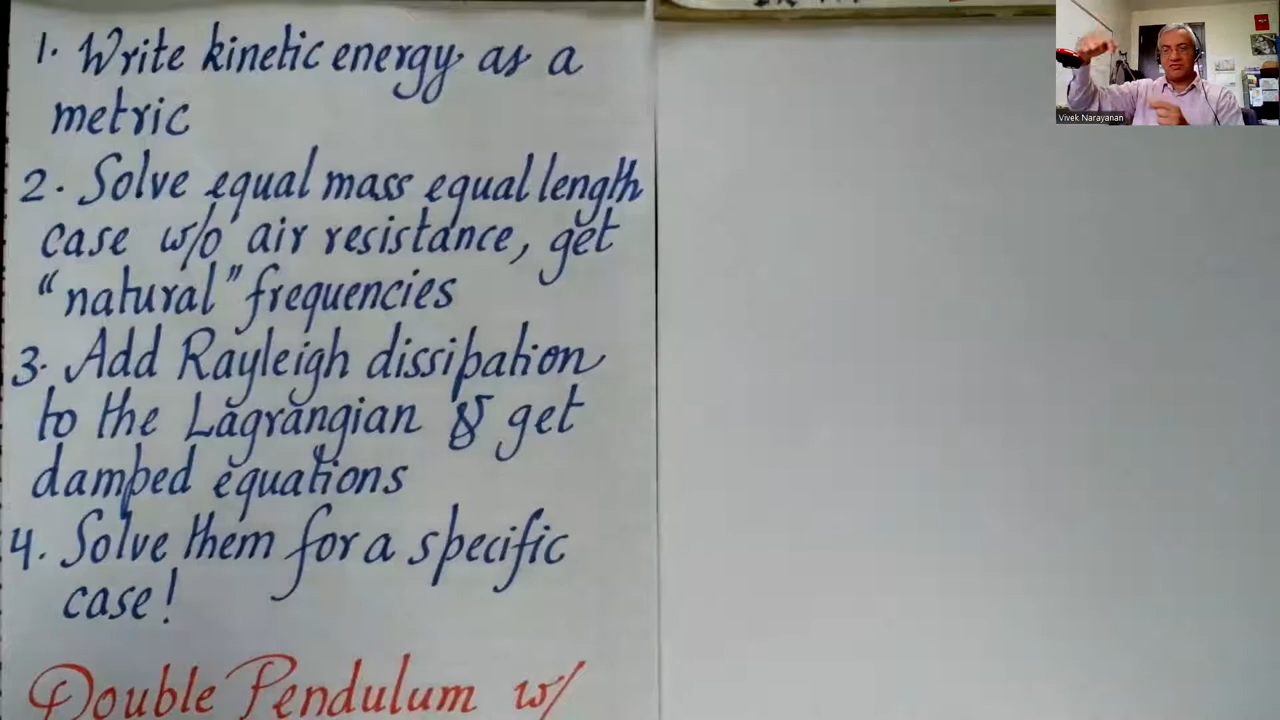 1. Write kinetic energy as a
metric
2. Solve equal mass equal length
case w/o air resistance, get
"natural" frequencies
3. Add Rayleigh dissipation
to the Lagrangian & get
damped equations
4. Solve them for a specific
case!
Double Pendulum w/
Vivek Narayanan